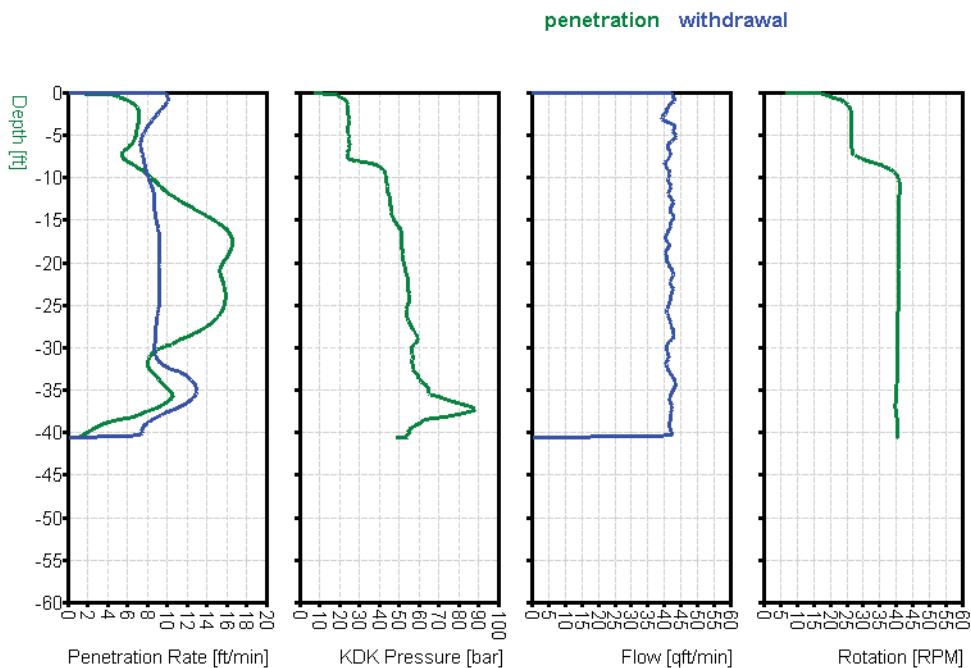 penetration withdrawal
Depth [ft]
0
-5
-10
-15
-20
-25
-30
-35
-40
-45
-50
-55
-60
0 2 4 6 8 10 12 14 16 18 20
0 10 20 30 40 50 60 70 80 90 100
0 5 10 15 20 25 30 35 40 45 50 55 60
0 5 10 15 20 25 30 35 40 45 50 55 60
Penetration Rate [ft/min] KDK Pressure [bar] Flow [qft/min] Rotation [RPM]